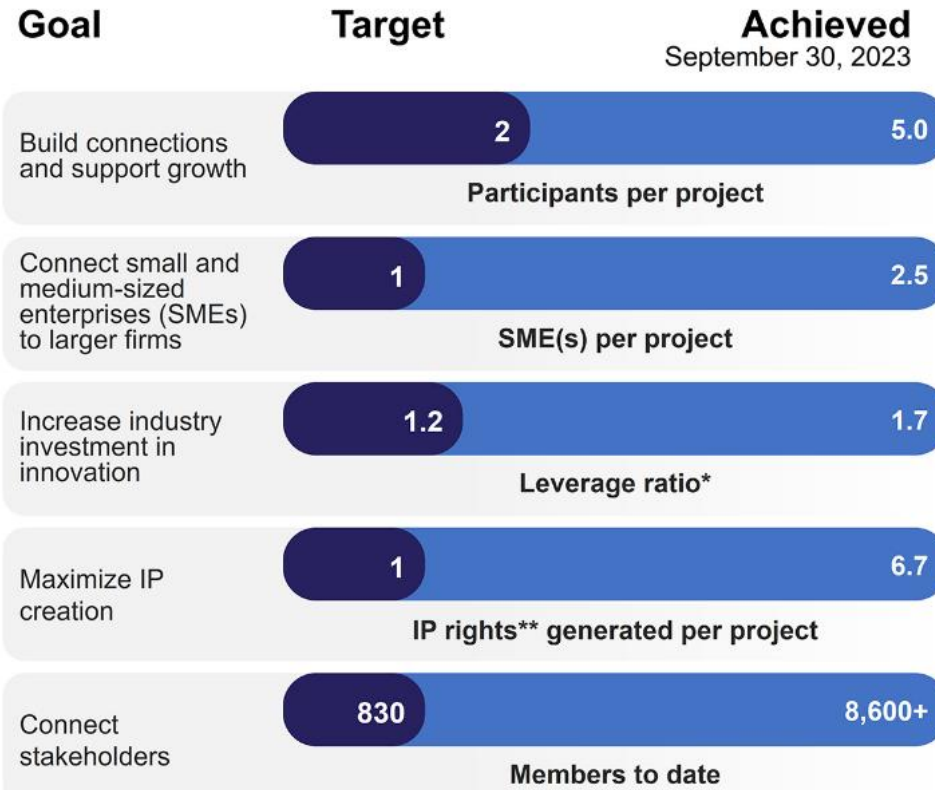 Goal Target Achieved
September 30, 2023
Build connections
and support growth
2 5.0
Participants per project
Connect small and
medium-sized
enterprises (SMEs)
to larger firms
1 2.5
SME(s) per project
Increase industry
investment in
innovation
1.2 1.7
Leverage ratio*
Maximize IP
creation
1 6.7
IP rights** generated per project
Connect
stakeholders
830 8,600+
Members to date